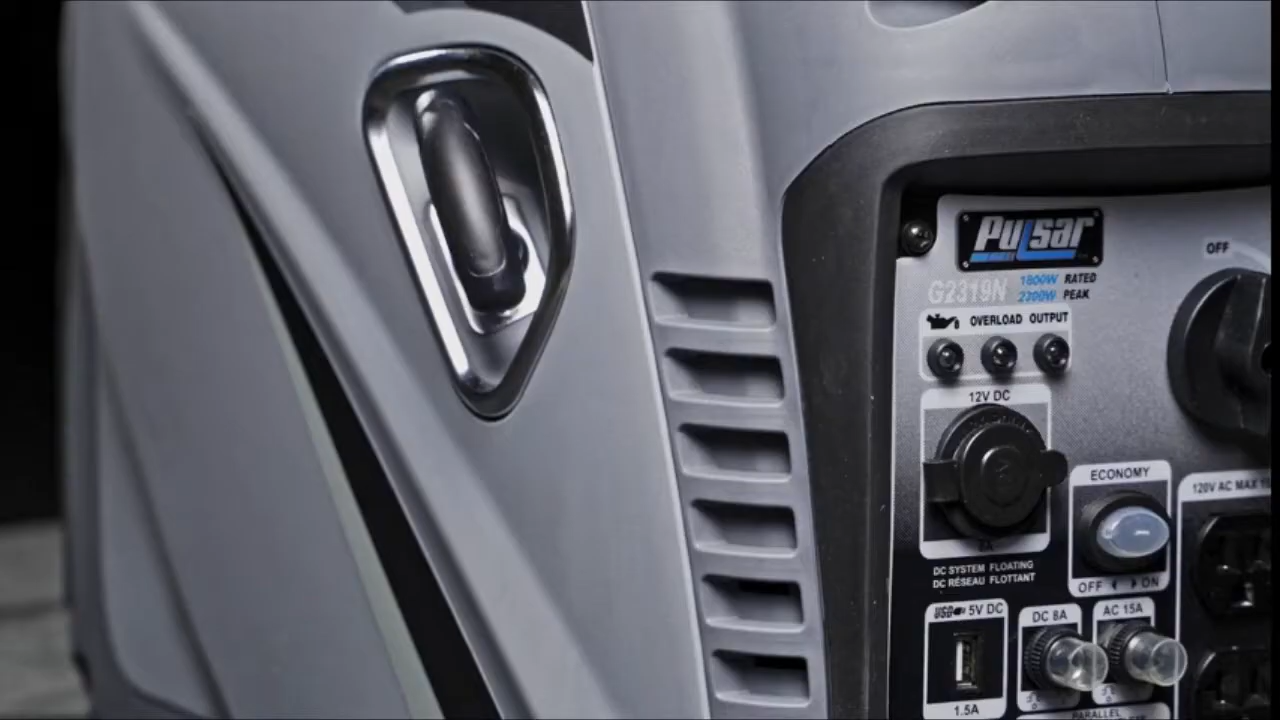 PULSAR
G2319N
1800W RATED
2300W PEAK
OVERLOAD OUTPUT
OFF
12V DC
ECONOMY
OFF ON
120V AC MAX
DC SYSTEM FLOATING
DC RÉSEAU FLOTTANT
USB 5V DC
1.5A
DC 8A
AC 15A
PARALLEL